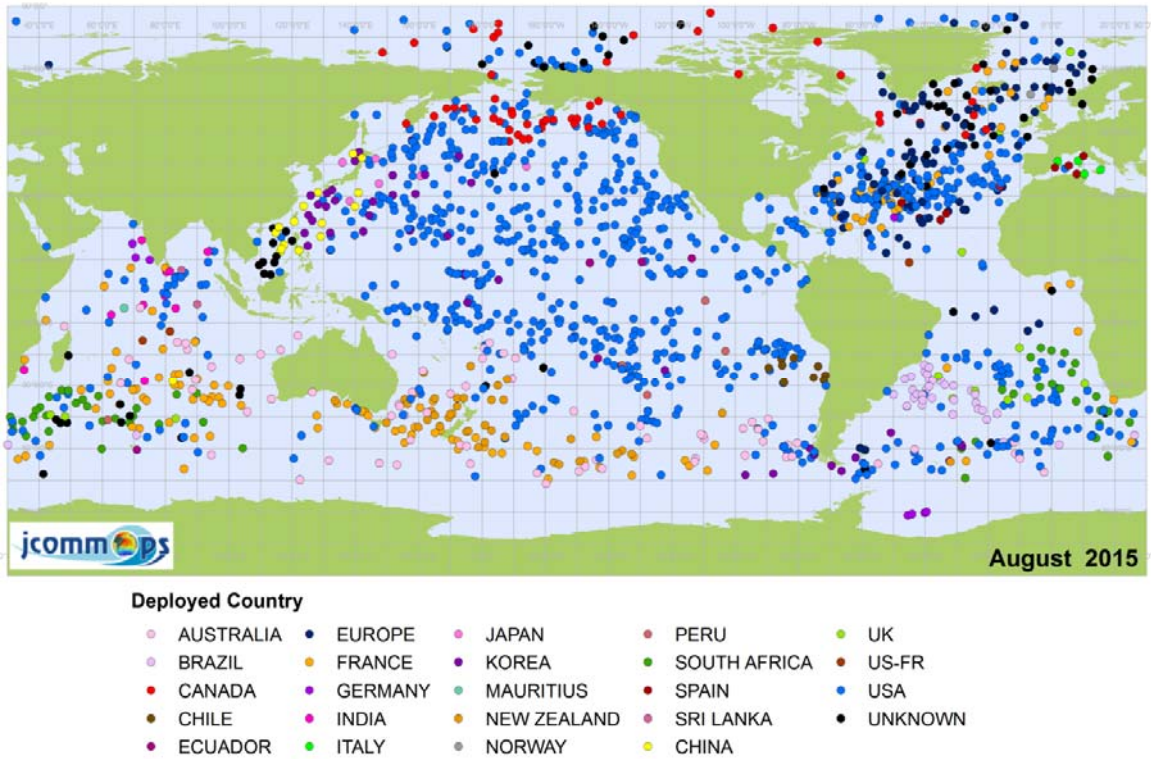 jcommops
August 2015
Deployed Country
AUSTRALIA EUROPE JAPAN PERU UK
BRAZIL FRANCE KOREA SOUTH AFRICA US-FR
CANADA GERMANY MAURITIUS SPAIN USA
CHILE INDIA NEW ZEALAND SRI LANKA UNKNOWN
ECUADOR ITALY NORWAY CHINA